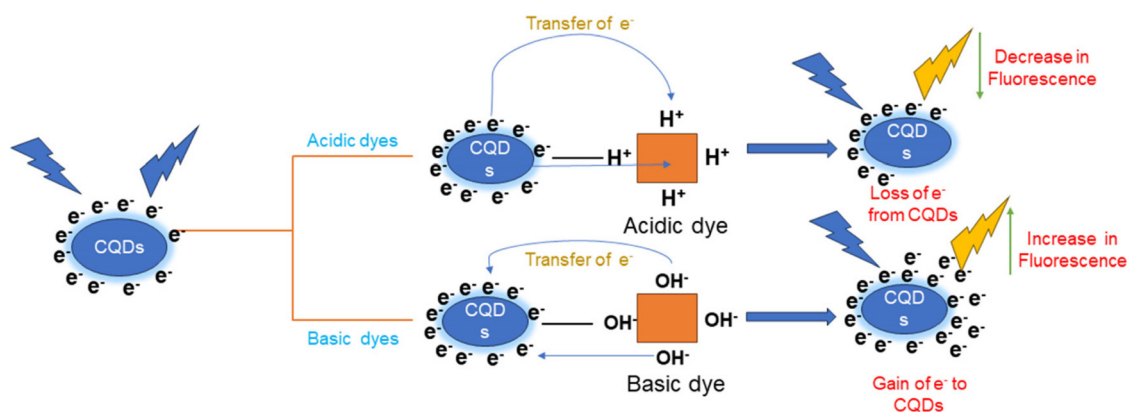 CQDs
e⁻ e⁻ e⁻ e⁻ e⁻ e⁻ e⁻ e⁻ e⁻ e⁻ e⁻ e⁻
Acidic dyes
Basic dyes
Transfer of e⁻
e⁻ e⁻ e⁻ e⁻ e⁻ e⁻ e⁻ e⁻ e⁻ e⁻ e⁻ e⁻
CQD
s
H⁺
H⁺
H⁺
H⁺
Acidic dye
e⁻ e⁻ e⁻ e⁻ e⁻ e⁻ e⁻ e⁻
CQD
s
Decrease in
Fluorescence
Loss of e⁻
from CQDs
Transfer of e⁻
e⁻ e⁻ e⁻ e⁻ e⁻ e⁻ e⁻ e⁻ e⁻ e⁻ e⁻ e⁻
CQD
s
OH⁻
OH⁻
OH⁻
OH⁻
Basic dye
e⁻ e⁻ e⁻ e⁻ e⁻ e⁻ e⁻ e⁻ e⁻ e⁻ e⁻ e⁻ e⁻ e⁻ e⁻ e⁻ e⁻ e⁻ e⁻
CQD
s
Increase in
Fluorescence
Gain of e⁻ to
CQDs